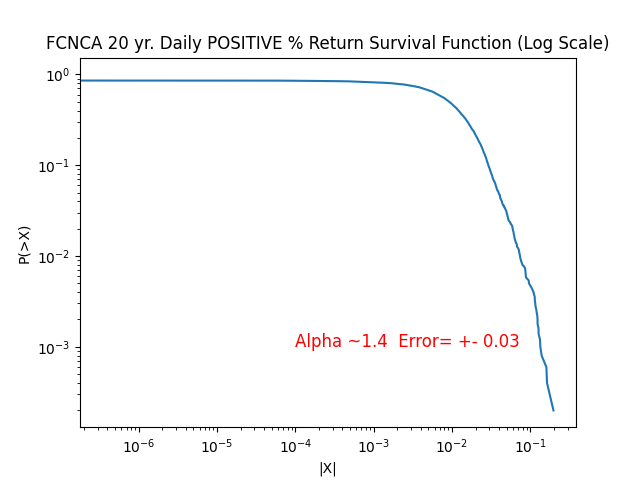 FCNCA 20 yr. Daily POSITIVE % Return Survival Function (Log Scale)
10⁰
10⁻¹
10⁻²
10⁻³
P(>X)
Alpha ~1.4  Error= +- 0.03
10⁻⁶ 10⁻⁵ 10⁻⁴ 10⁻³ 10⁻² 10⁻¹
|X|